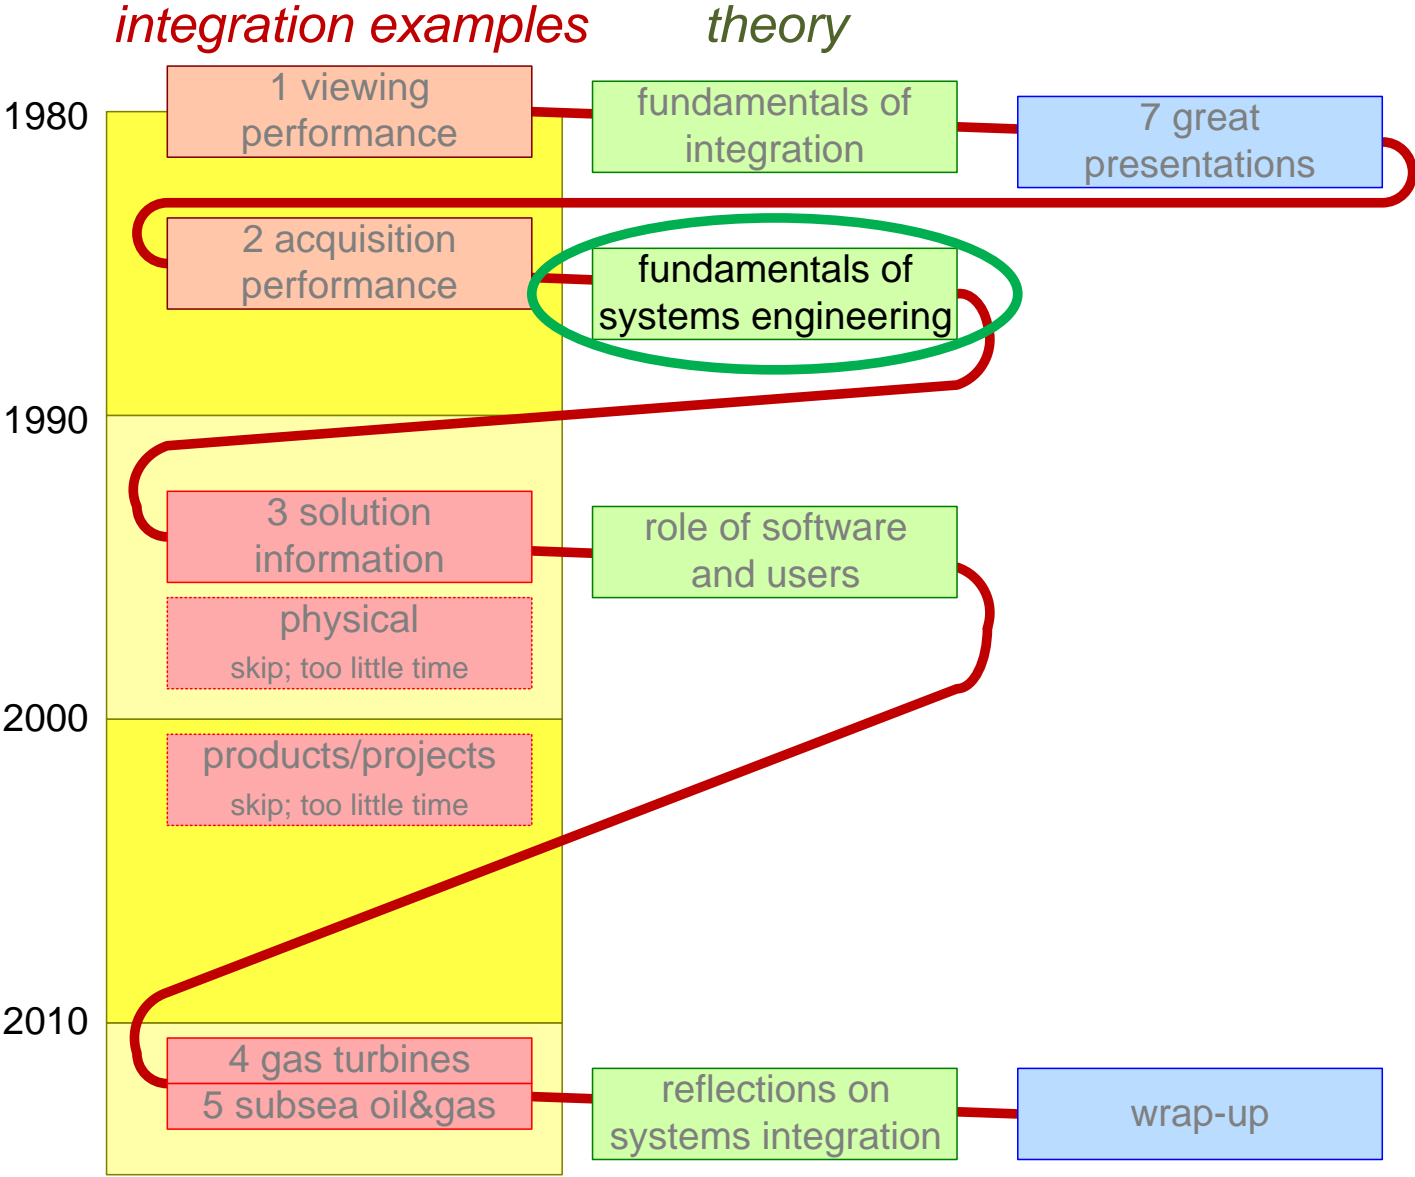 integration examples
theory
1980
1 viewing
performance
fundamentals of
integration
7 great
presentations
2 acquisition
performance
fundamentals of
systems engineering
1990
3 solution
information
role of software
and users
physical
skip; too little time
2000
products/projects
skip; too little time
2010
4 gas turbines
5 subsea oil&gas
reflections on
systems integration
wrap-up